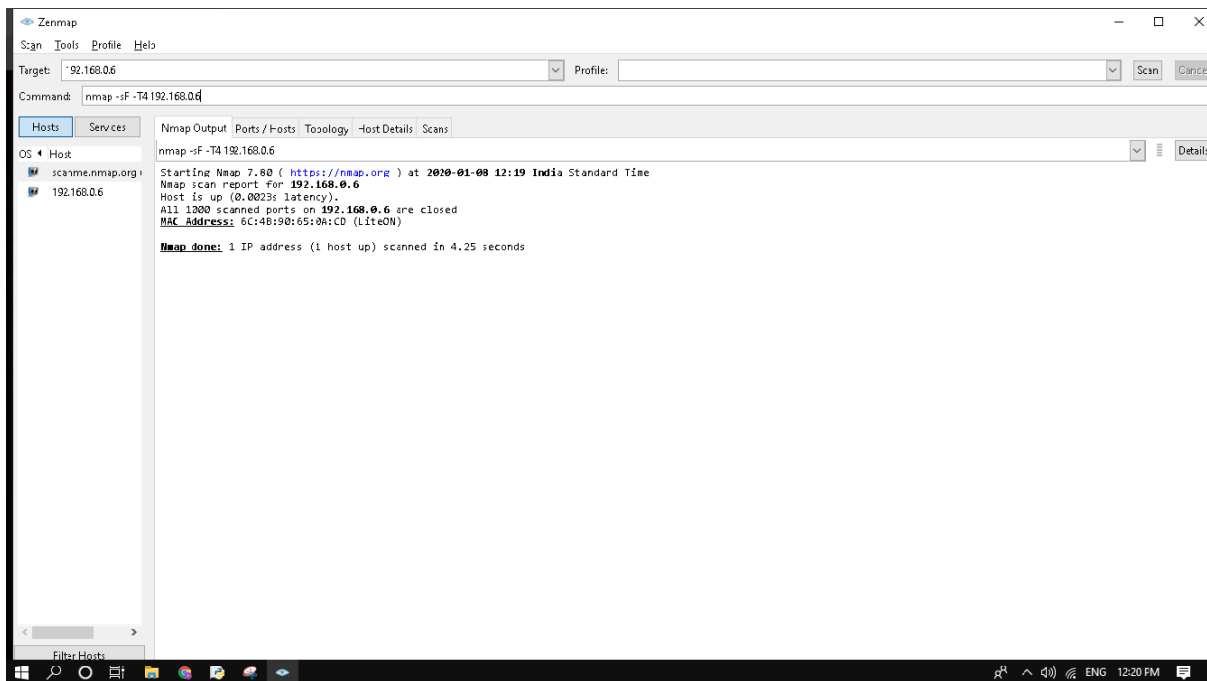 Zenmap
Scan Tools Profile Help
Target: 192.168.0.6 Profile: Scan Cance
Command: nmap -sF -T4 192.168.0.6
Hosts Services Nmap Output Ports / Hosts Topology Host Details Scans
OS Host nmap -sF -T4 192.168.0.6 Details
scanme.nmap.org
192.168.0.6
Starting Nmap 7.80 ( https://nmap.org ) at 2020-01-08 12:19 India Standard Time
Nmap scan report for 192.168.0.6
Host is up (0.0023s latency).
All 1000 scanned ports on 192.168.0.6 are closed
MAC Address: 6C:4B:90:65:0A:CD (LiteON)
Nmap done: 1 IP address (1 host up) scanned in 4.25 seconds
Filter Hosts
ENG 12:20 PM